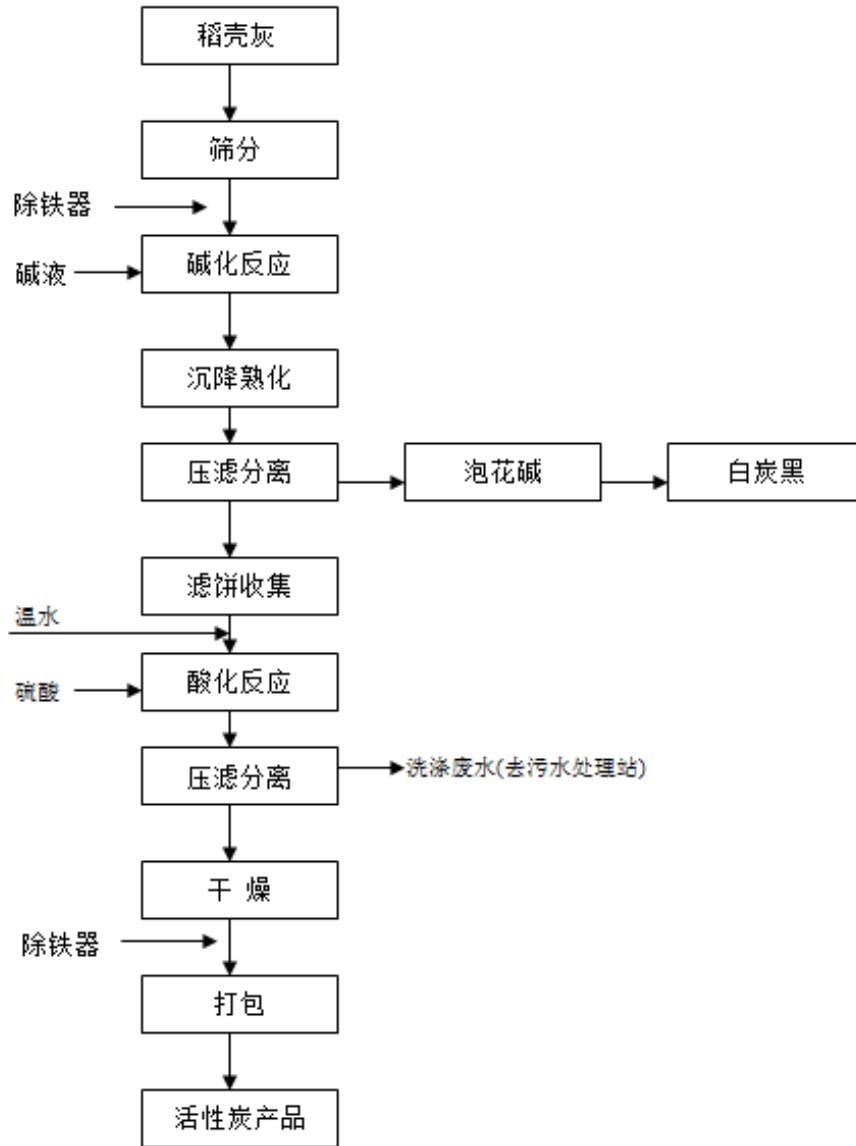 稻壳灰
筛分
除铁器
碱化反应
碱液
沉降熟化
压滤分离
泡花碱
白炭黑
滤饼收集
温水
酸化反应
硫酸
压滤分离
洗涤废水(去污水处理站)
干 燥
除铁器
打包
活性炭产品